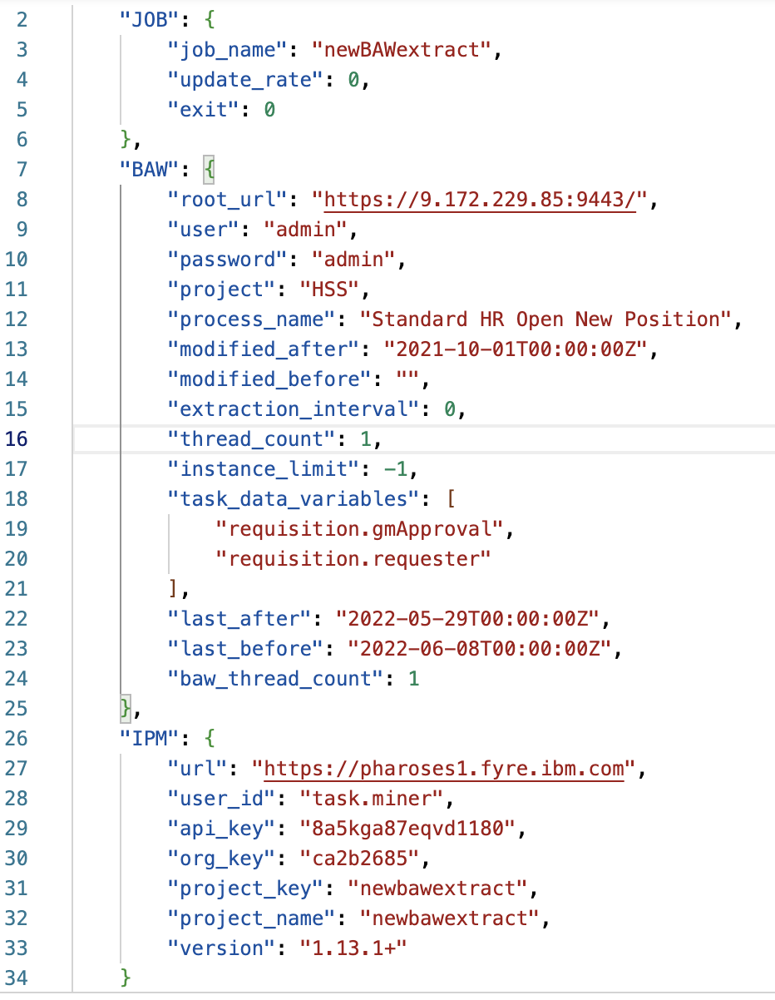 2 "JOB": {
3 "job_name": "newBAWextract",
4 "update_rate": 0,
5 "exit": 0
6 },
7 "BAW": {
8 "root_url": "https://9.172.229.85:9443/",
9 "user": "admin",
10 "password": "admin",
11 "project": "HSS",
12 "process_name": "Standard HR Open New Position",
13 "modified_after": "2021-10-01T00:00:00Z",
14 "modified_before": "",
15 "extraction_interval": 0,
16 "thread_count": 1,
17 "instance_limit": -1,
18 "task_data_variables": [
19 "requisition.gmApproval",
20 "requisition.requester"
21 ],
22 "last_after": "2022-05-29T00:00:00Z",
23 "last_before": "2022-06-08T00:00:00Z",
24 "baw_thread_count": 1
25 },
26 "IPM": {
27 "url": "https://pharoses1.fyre.ibm.com",
28 "user_id": "task.miner",
29 "api_key": "8a5kga87eqvd1180",
30 "org_key": "ca2b2685",
31 "project_key": "newbawextract",
32 "project_name": "newbawextract",
33 "version": "1.13.1+"
34 }